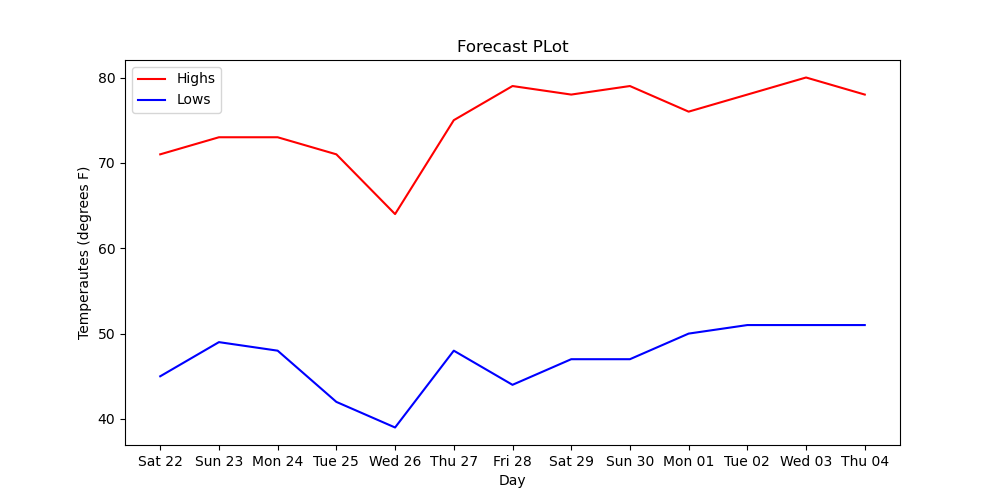 Forecast PLot
Highs
Lows
Temperautes (degrees F)
80
70
60
50
40
Sat 22 Sun 23 Mon 24 Tue 25 Wed 26 Thu 27 Fri 28 Sat 29 Sun 30 Mon 01 Tue 02 Wed 03 Thu 04
Day